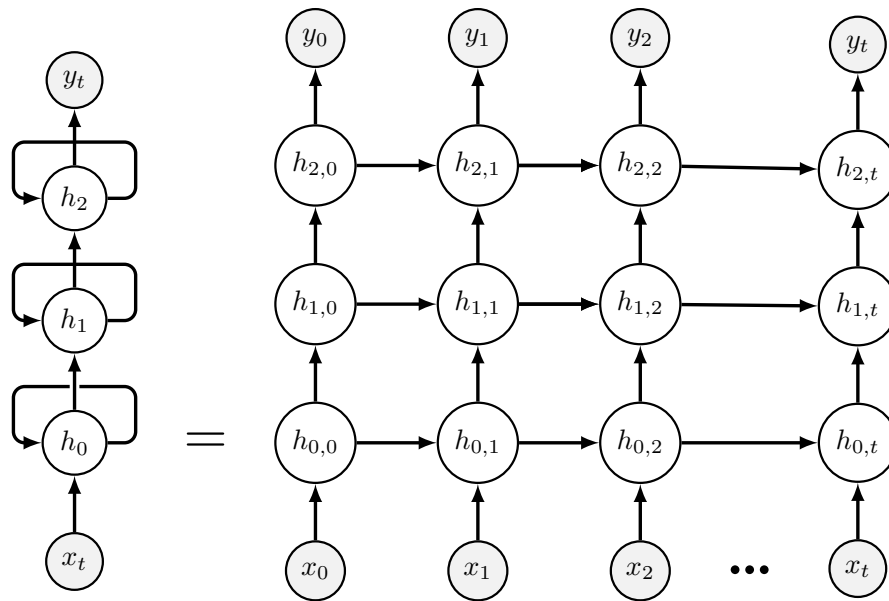 y_t
h_2
h_1
h_0
x_t
=
y_0 y_1 y_2 y_t
h_{2,0} h_{2,1} h_{2,2} h_{2,t}
h_{1,0} h_{1,1} h_{1,2} h_{1,t}
h_{0,0} h_{0,1} h_{0,2} h_{0,t}
x_0 x_1 x_2 ... x_t